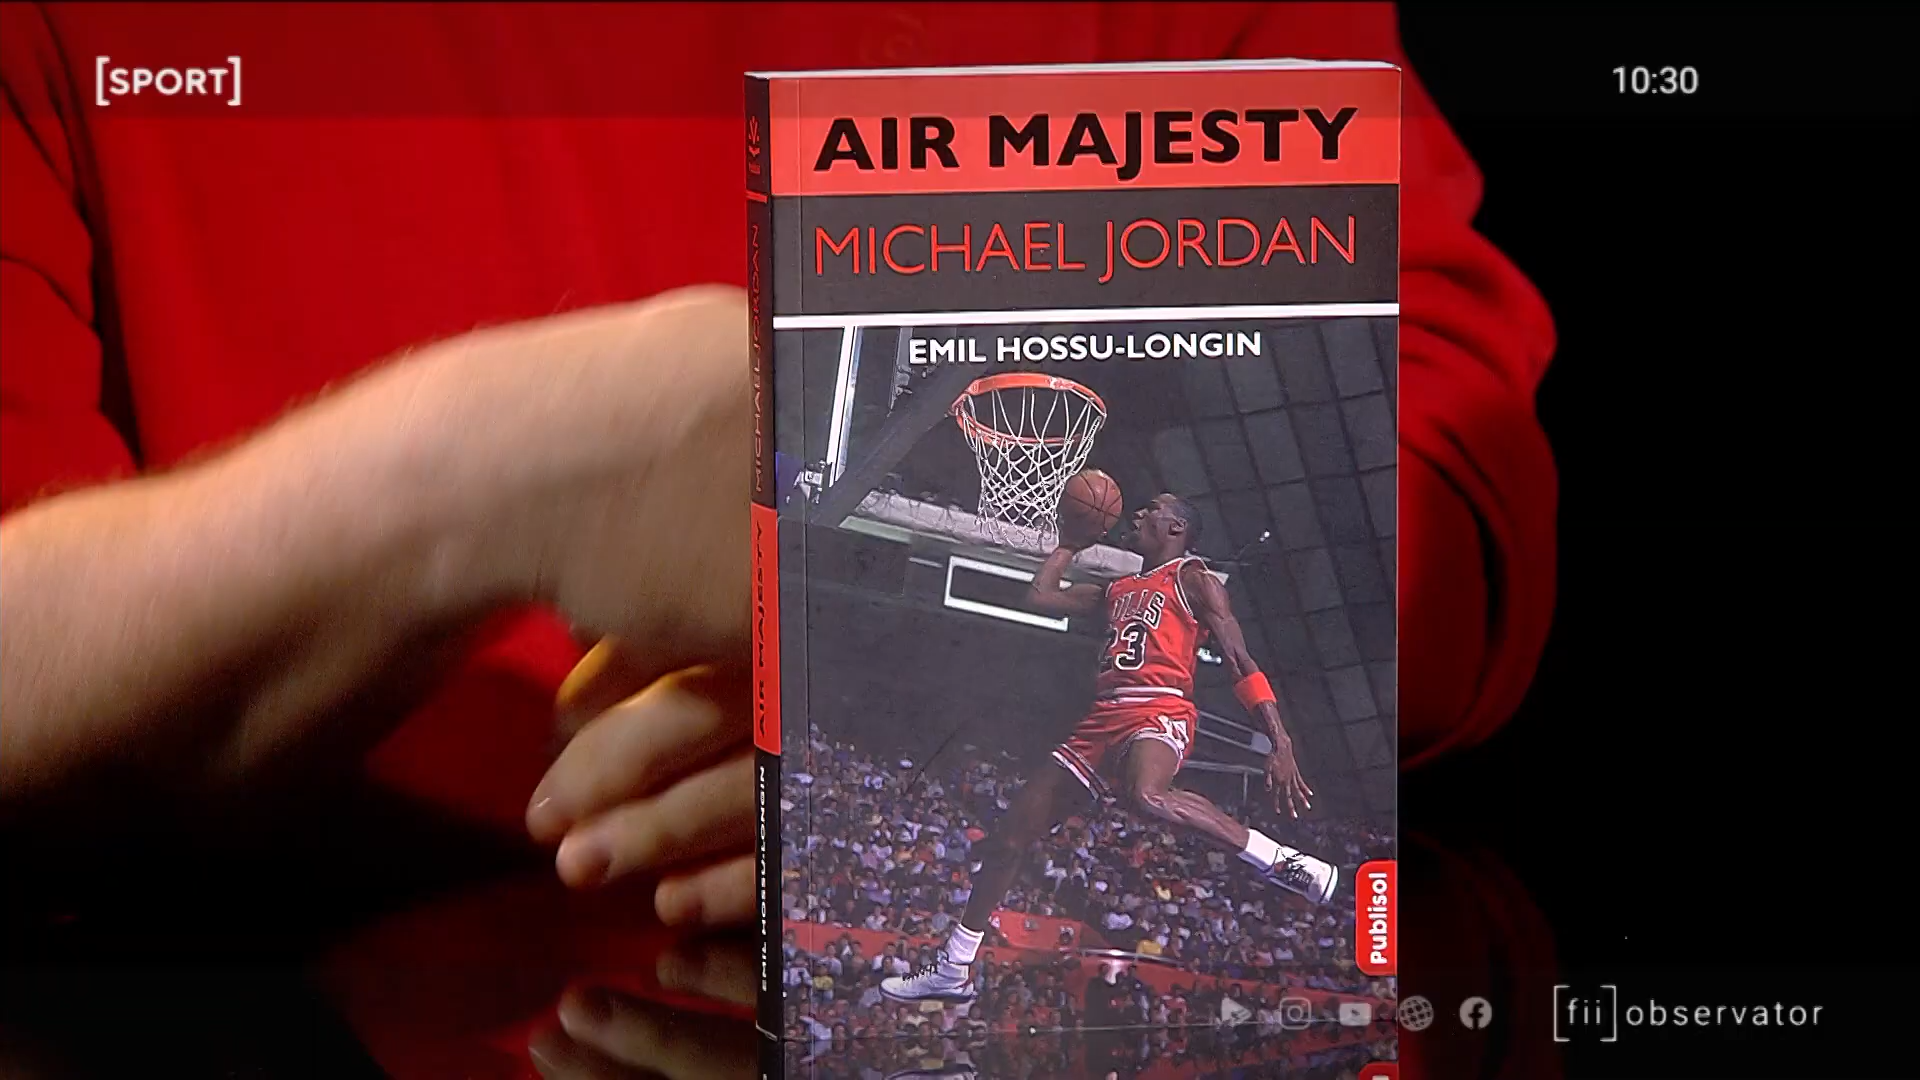 [SPORT]
10:30
AIR MAJESTY
MICHAEL JORDAN
EMIL HOSSU-LONGIN
BULLS
23
Publisol
EMIL HOSSU-LONGIN AIR MAJESTY MICHAEL JORDAN
[fii] observator